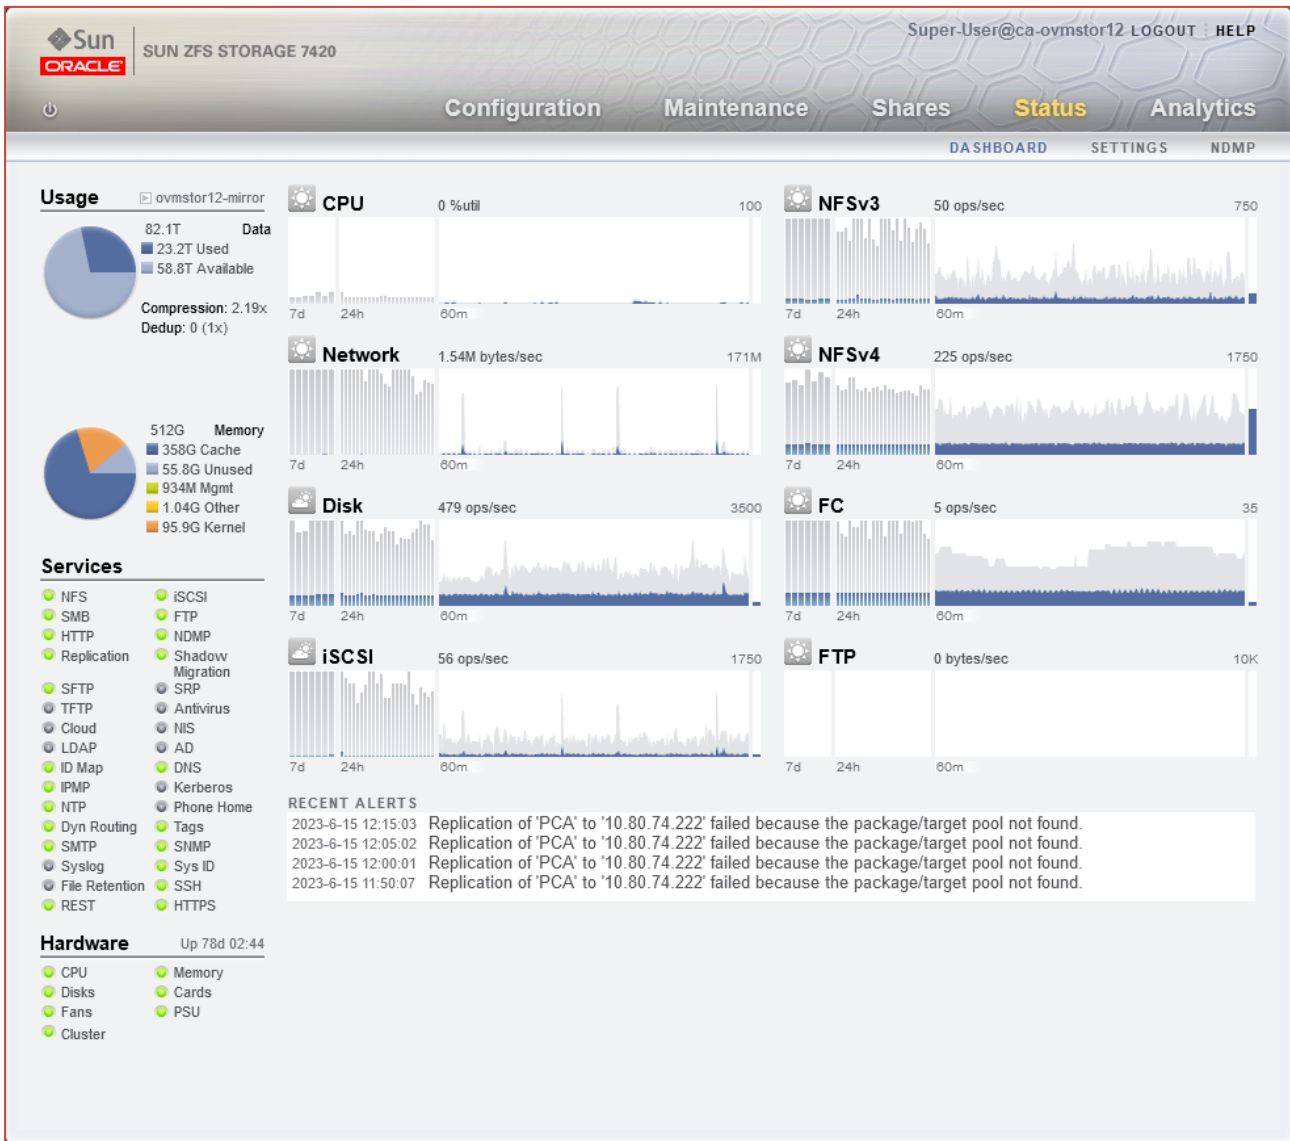 Sun
ORACLE
SUN ZFS STORAGE 7420
Super-User@ca-ovmstor12 LOGOUT HELP
Configuration Maintenance Shares Status Analytics
DASHBOARD SETTINGS NDMP
Usage ovmstor12-mirror
82.1T Data
23.2T Used
58.8T Available
Compression: 2.19x
Dedup: 0 (1x)
512G Memory
358G Cache
55.8G Unused
934M Mgmt
1.04G Other
95.9G Kernel
Services
NFS iSCSI
SMB FTP
HTTP NDMP
Replication Shadow
Migration
SFTP SRP
TFTP Antivirus
Cloud NIS
LDAP AD
ID Map DNS
IPMP Kerberos
NTP Phone Home
Dyn Routing Tags
SMTP SNMP
Syslog Sys ID
File Retention SSH
REST HTTPS
Hardware Up 78d 02:44
CPU Memory
Disks Cards
Fans PSU
Cluster
CPU 0 %util 100
7d 24h 60m
NFSv3 50 ops/sec 750
7d 24h 60m
Network 1.54M bytes/sec 171M
7d 24h 60m
NFSv4 225 ops/sec 1750
7d 24h 60m
Disk 479 ops/sec 3500
7d 24h 60m
FC 5 ops/sec 35
7d 24h 60m
iSCSI 56 ops/sec 1750
7d 24h 60m
FTP 0 bytes/sec 10K
7d 24h 60m
RECENT ALERTS
2023-6-15 12:15:03 Replication of 'PCA' to '10.80.74.222' failed because the package/target pool not found.
2023-6-15 12:05:02 Replication of 'PCA' to '10.80.74.222' failed because the package/target pool not found.
2023-6-15 12:00:01 Replication of 'PCA' to '10.80.74.222' failed because the package/target pool not found.
2023-6-15 11:50:07 Replication of 'PCA' to '10.80.74.222' failed because the package/target pool not found.